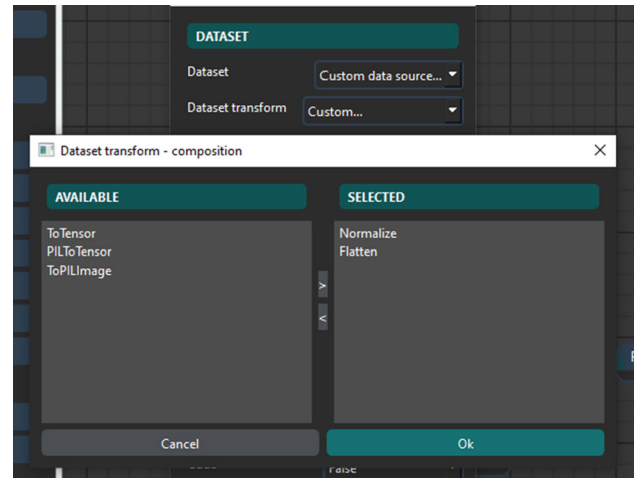 DATASET
Dataset
Custom data source...
Dataset transform
Custom...
Dataset transform - composition
AVAILABLE
SELECTED
ToTensor
PILToTensor
ToPILImage
Normalize
Flatten
>
<
Cancel
Ok
False